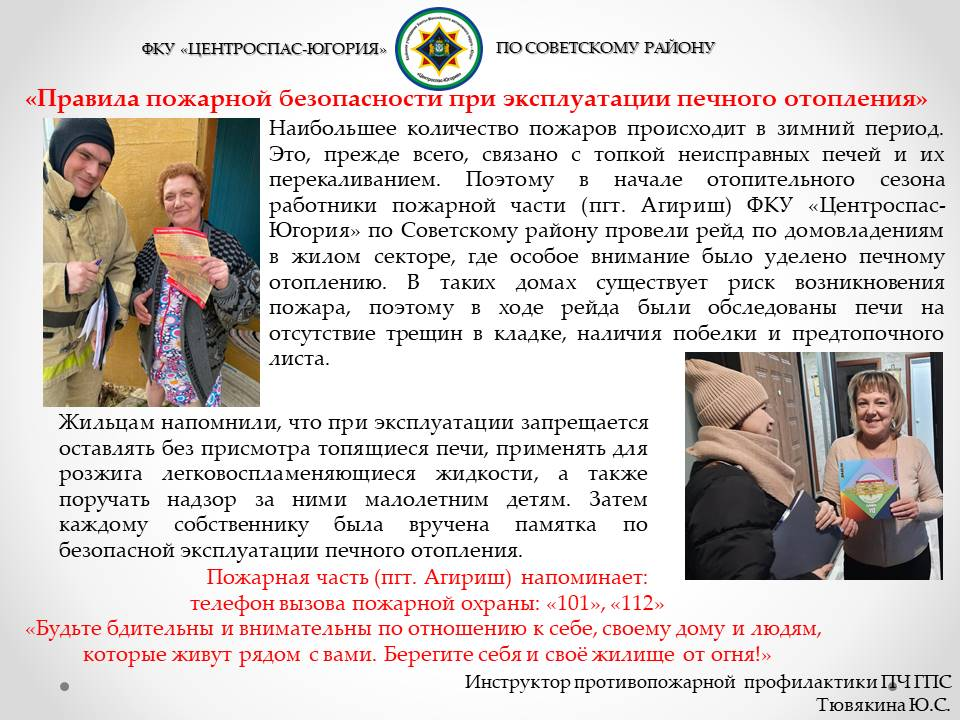 ФКУ «ЦЕНТРОСПАС-ЮГОРИЯ»
ПО СОВЕТСКОМУ РАЙОНУ
«Правила пожарной безопасности при эксплуатации печного отопления»
Наибольшее количество пожаров происходит в зимний период.
Это, прежде всего, связано с топкой неисправных печей и их
перекаливанием. Поэтому в начале отопительного сезона
работники пожарной части (пгт. Агириш) ФКУ «Центроспас-
Югория» по Советскому району провели рейд по домовладениям
в жилом секторе, где особое внимание было уделено печному
отоплению. В таких домах существует риск возникновения
пожара, поэтому в ходе рейда были обследованы печи на
отсутствие трещин в кладке, наличия побелки и предтопочного
листа.
Жильцам напомнили, что при эксплуатации запрещается
оставлять без присмотра топящиеся печи, применять для
розжига легковоспламеняющиеся жидкости, а также
поручать надзор за ними малолетним детям. Затем
каждому собственнику была вручена памятка по
безопасной эксплуатации печного отопления.
Пожарная часть (пгт. Агириш) напоминает:
телефон вызова пожарной охраны: «101», «112»
«Будьте бдительны и внимательны по отношению к себе, своему дому и людям,
которые живут рядом с вами. Берегите себя и своё жилище от огня!»
Инструктор противопожарной профилактики ПЧ ГПС
Тювякина Ю.С.